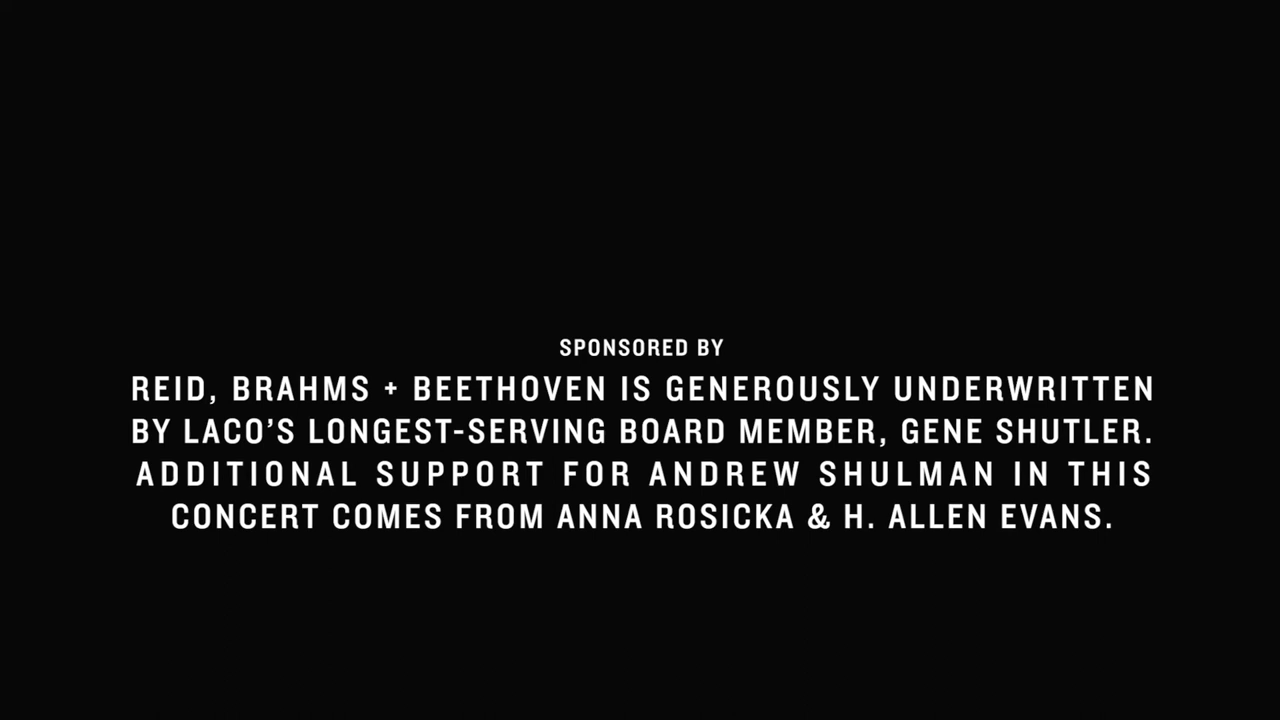 SPONSORED BY
REID, BRAHMS + BEETHOVEN IS GENEROUSLY UNDERWRITTEN
BY LACO’S LONGEST-SERVING BOARD MEMBER, GENE SHUTLER.
ADDITIONAL SUPPORT FOR ANDREW SHULMAN IN THIS
CONCERT COMES FROM ANNA ROSICKA & H. ALLEN EVANS.